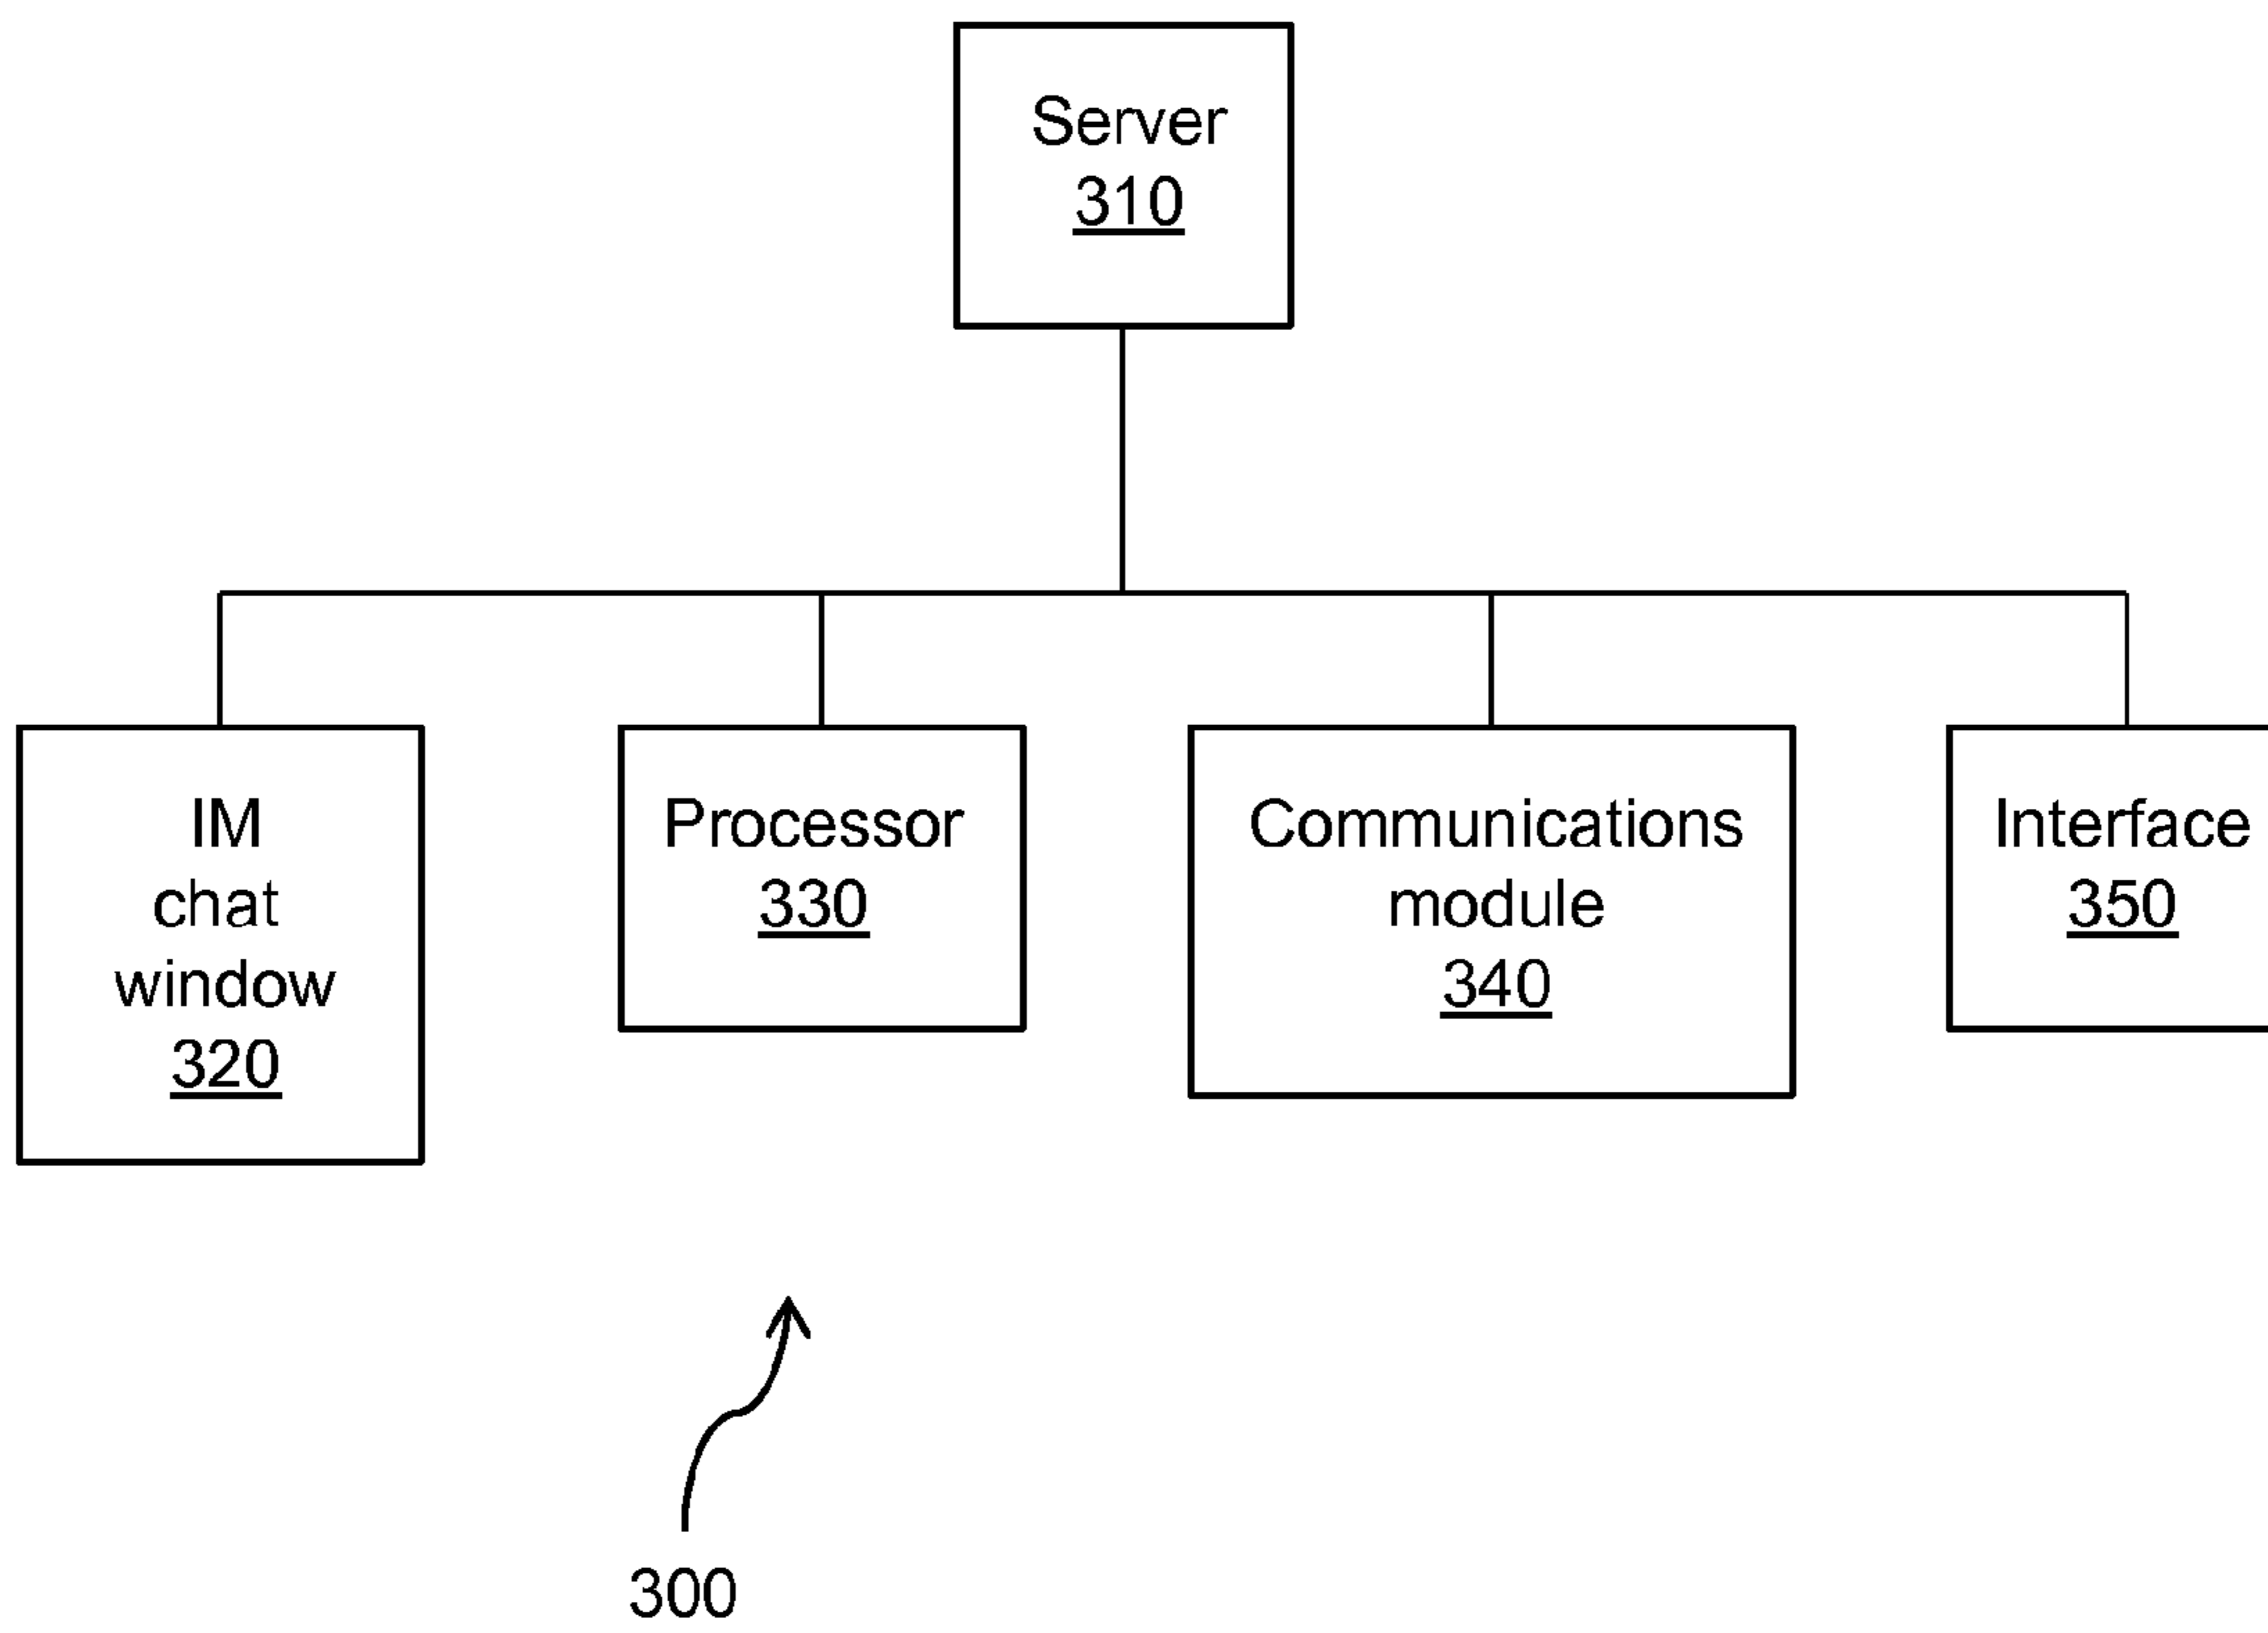 Server
310
IM
chat
window
320
Processor
330
Communications
module
340
Interface
350
300